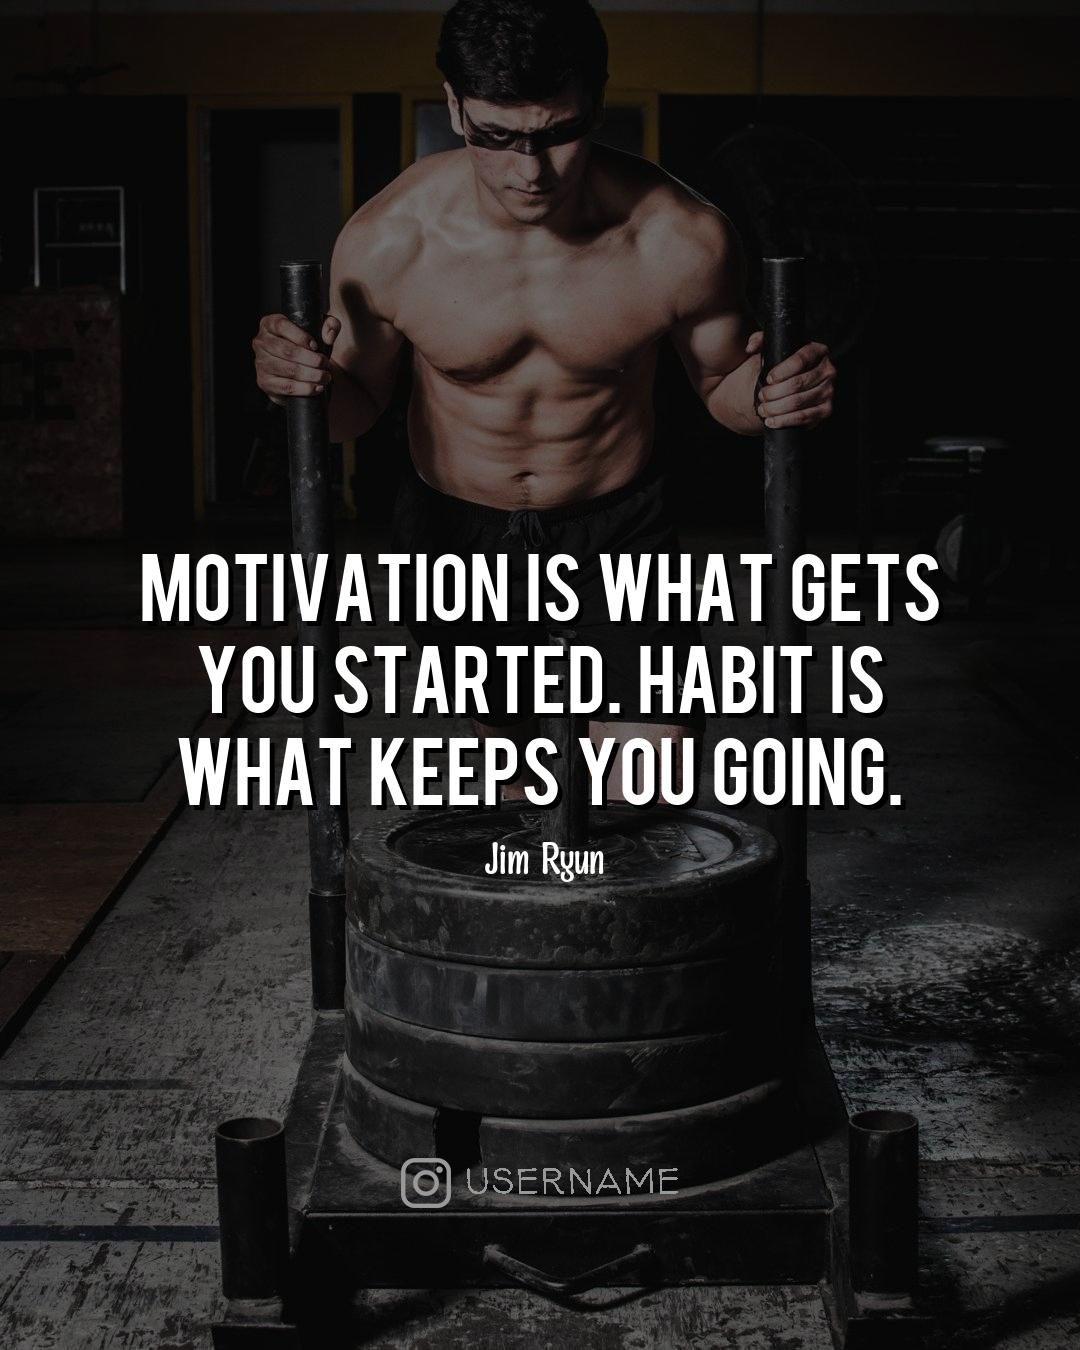 MOTIVATION IS WHAT GETS
YOU STARTED. HABIT IS
WHAT KEEPS YOU GOING.
Jim Ryun
USERNAME